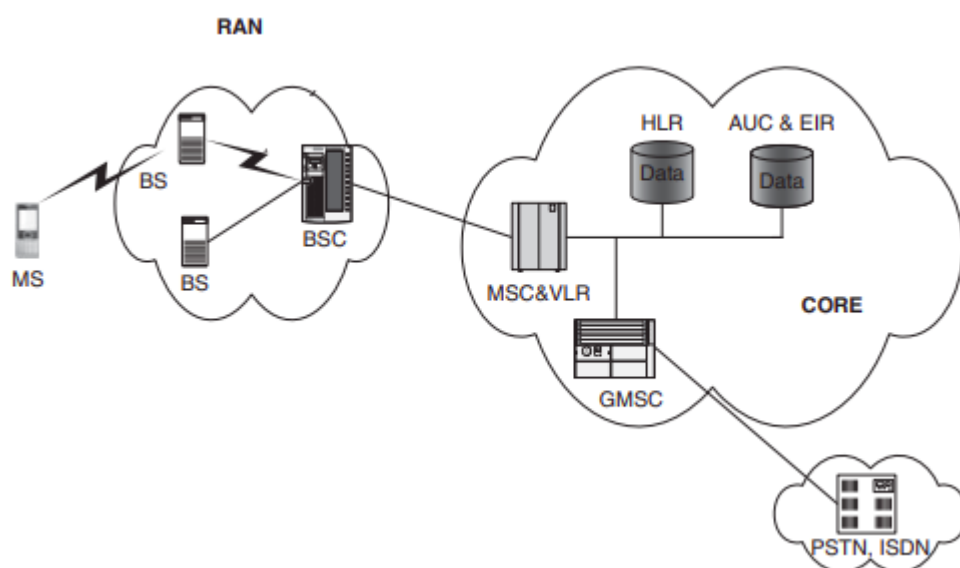 RAN
HLR
AUC & EIR
Data
Data
BS
BSC
MS
BS
MSC&VLR
CORE
GMSC
PSTN, ISDN